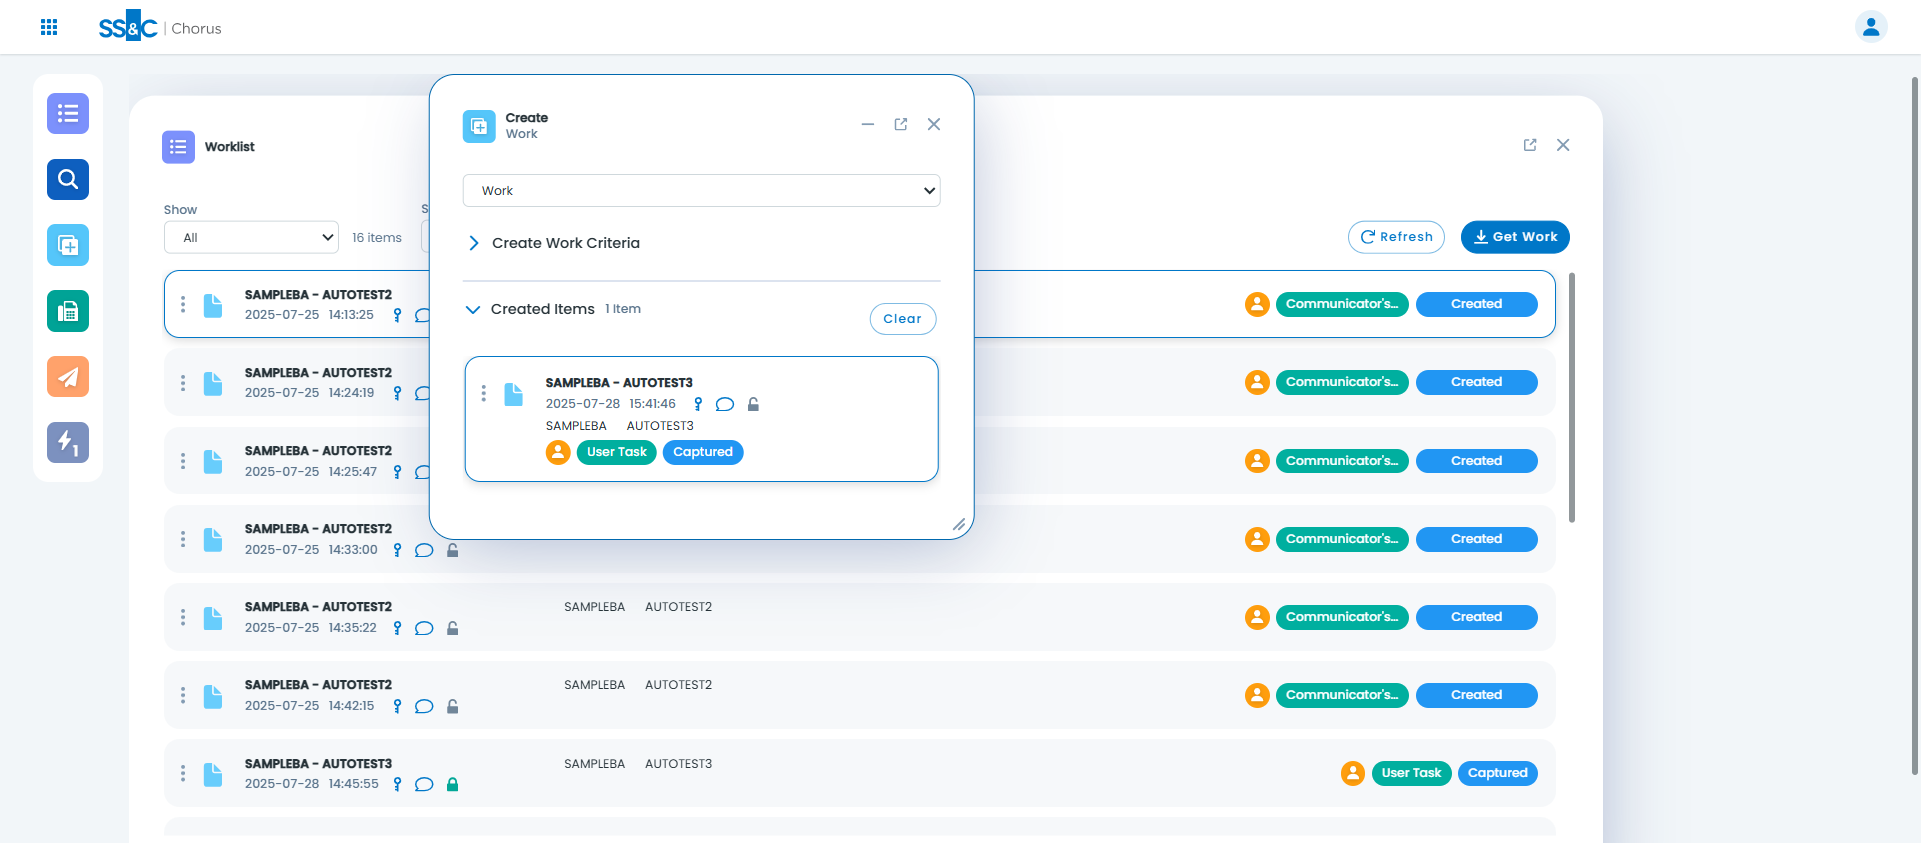 SS&C | Chorus
Worklist
Show
S
All
16 items
Refresh
Get Work
SAMPLEBA - AUTOTEST2
2025-07-25 14:13:25
Communicator's...
Created
SAMPLEBA - AUTOTEST2
2025-07-25 14:24:19
Communicator's...
Created
SAMPLEBA - AUTOTEST2
2025-07-25 14:25:47
Communicator's...
Created
SAMPLEBA - AUTOTEST2
2025-07-25 14:33:00
Communicator's...
Created
SAMPLEBA - AUTOTEST2
2025-07-25 14:35:22
SAMPLEBA AUTOTEST2
Communicator's...
Created
SAMPLEBA - AUTOTEST2
2025-07-25 14:42:15
SAMPLEBA AUTOTEST2
Communicator's...
Created
SAMPLEBA - AUTOTEST3
2025-07-28 14:45:55
SAMPLEBA AUTOTEST3
User Task
Captured
1
Create
Work
Work
Create Work Criteria
Created Items 1 Item
Clear
SAMPLEBA - AUTOTEST3
2025-07-28 15:41:46
SAMPLEBA AUTOTEST3
User Task
Captured